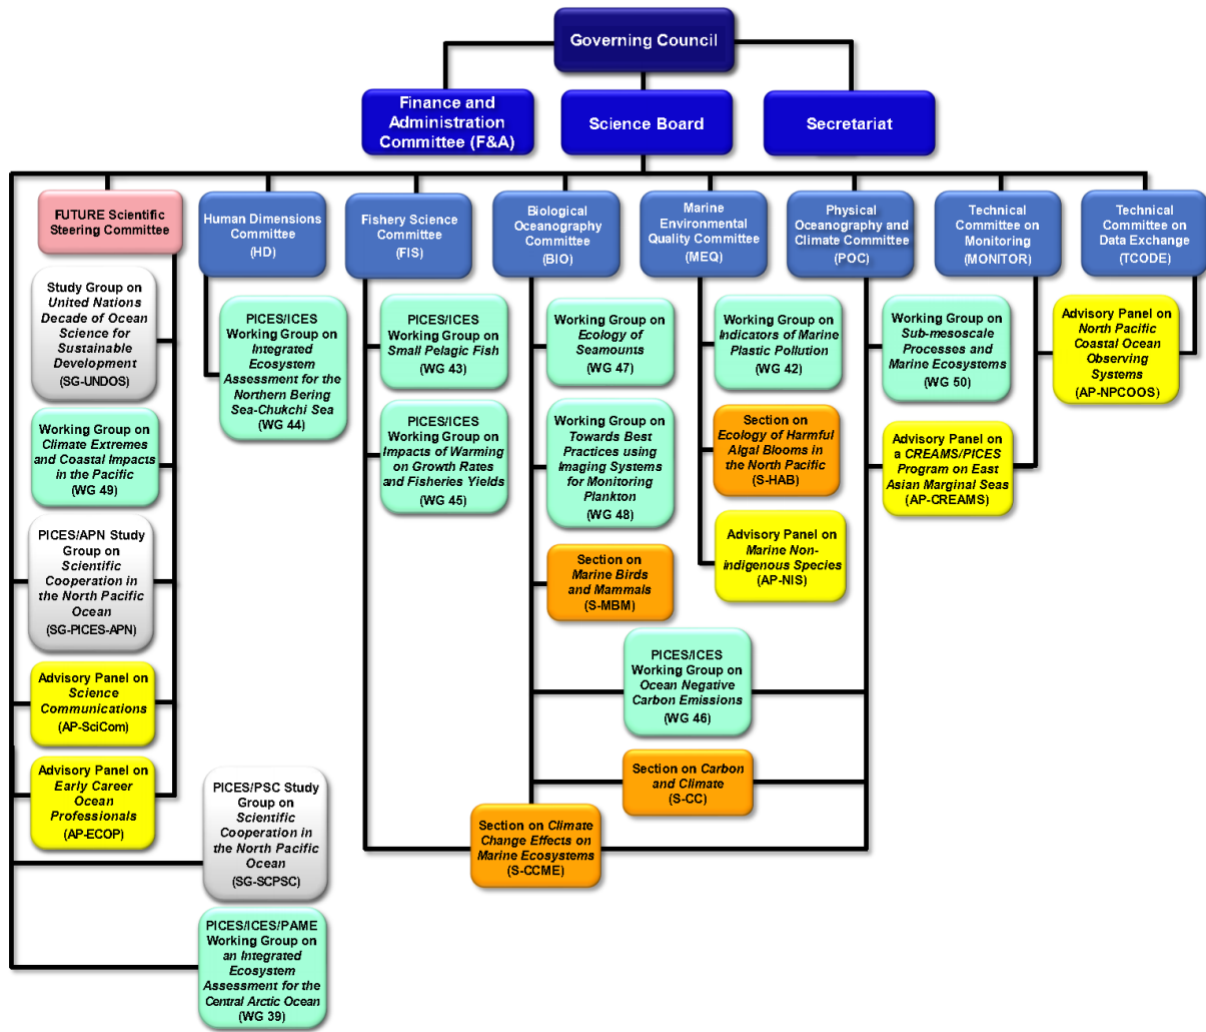 Governing Council
Finance and
Administration
Committee (F&A)
Science Board
Secretariat
FUTURE Scientific
Steering Committee
Human Dimensions
Committee
(HD)
Fishery Science
Committee
(FIS)
Biological
Oceanography
Committee
(BIO)
Marine
Environmental
Quality Committee
(MEQ)
Physical
Oceanography and
Climate Committee
(POC)
Technical
Committee on
Monitoring
(MONITOR)
Technical
Committee
on Data Exchange
(TCODE)
Study Group on
United Nations
Decade of Ocean
Science for
Sustainable
Development
(SG-UNDOS)
Working Group on
Climate Extremes
and Coastal Impacts
in the Pacific
(WG 49)
PICES/APN Study
Group on
Scientific
Cooperation in
the North Pacific
Ocean
(SG-PICES-APN)
Advisory Panel on
Science
Communications
(AP-SciCom)
Advisory Panel on
Early Career
Ocean
Professionals
(AP-ECOP)
PICES/ICES
Working Group on
Integrated
Ecosystem
Assessment for the
Northern Bering
Sea-Chukchi Sea
(WG 44)
PICES/PSC Study
Group on
Scientific
Cooperation in
the North Pacific
Ocean
(SG-SCPSC)
PICES/ICES/PAME
Working Group on
an Integrated
Ecosystem
Assessment for the
Central Arctic Ocean
(WG 39)
PICES/ICES
Working Group on
Small Pelagic Fish
(WG 43)
PICES/ICES
Working Group on
Impacts of Warming
on Growth Rates
and Fisheries Yields
(WG 45)
Working Group on
Ecology of
Seamounts
(WG 47)
Working Group on
Towards Best
Practices using
Imaging Systems
for Monitoring
Plankton
(WG 48)
Section on
Marine Birds
and Mammals
(S-MBM)
Working Group on
Indicators of Marine
Plastic Pollution
(WG 42)
Section on
Ecology of Harmful
Algal Blooms in
the North Pacific
(S-HAB)
Advisory Panel on
Marine Non-
indigenous Species
(AP-NIS)
PICES/ICES
Working Group on
Ocean Negative
Carbon Emissions
(WG 46)
Section on Carbon
and Climate
(S-CC)
Section on Climate
Change Effects on
Marine Ecosystems
(S-CCME)
Working Group on
Sub-mesoscale
Processes and
Marine Ecosystems
(WG 50)
Advisory Panel on
a CREAMS/PICES
Program on East
Asian Marginal Seas
(AP-CREAMS)
Advisory Panel on
North Pacific
Coastal Ocean
Observing
Systems
(AP-NPCOOS)